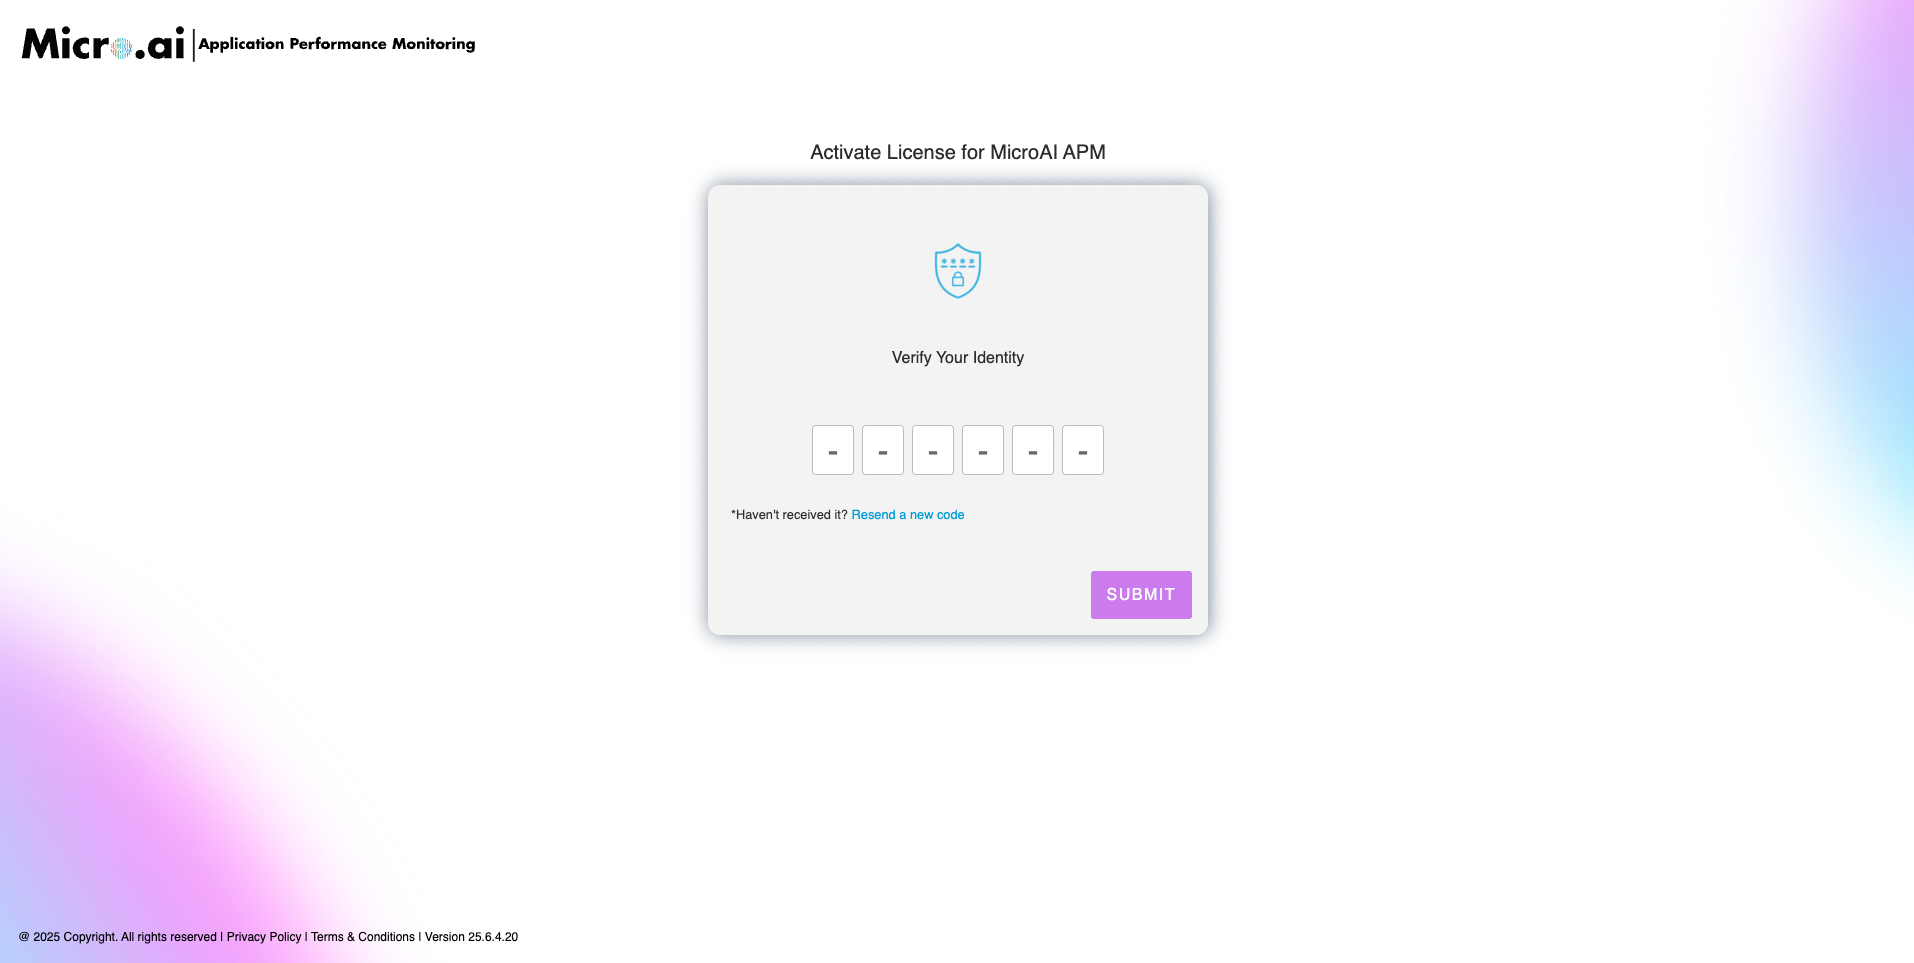 Micro.ai | Application Performance Monitoring
Activate License for MicroAI APM
* * * *
Verify Your Identity
- - - - - -
*Haven't received it? Resend a new code
SUBMIT
@ 2025 Copyright. All rights reserved | Privacy Policy | Terms & Conditions | Version 25.6.4.20